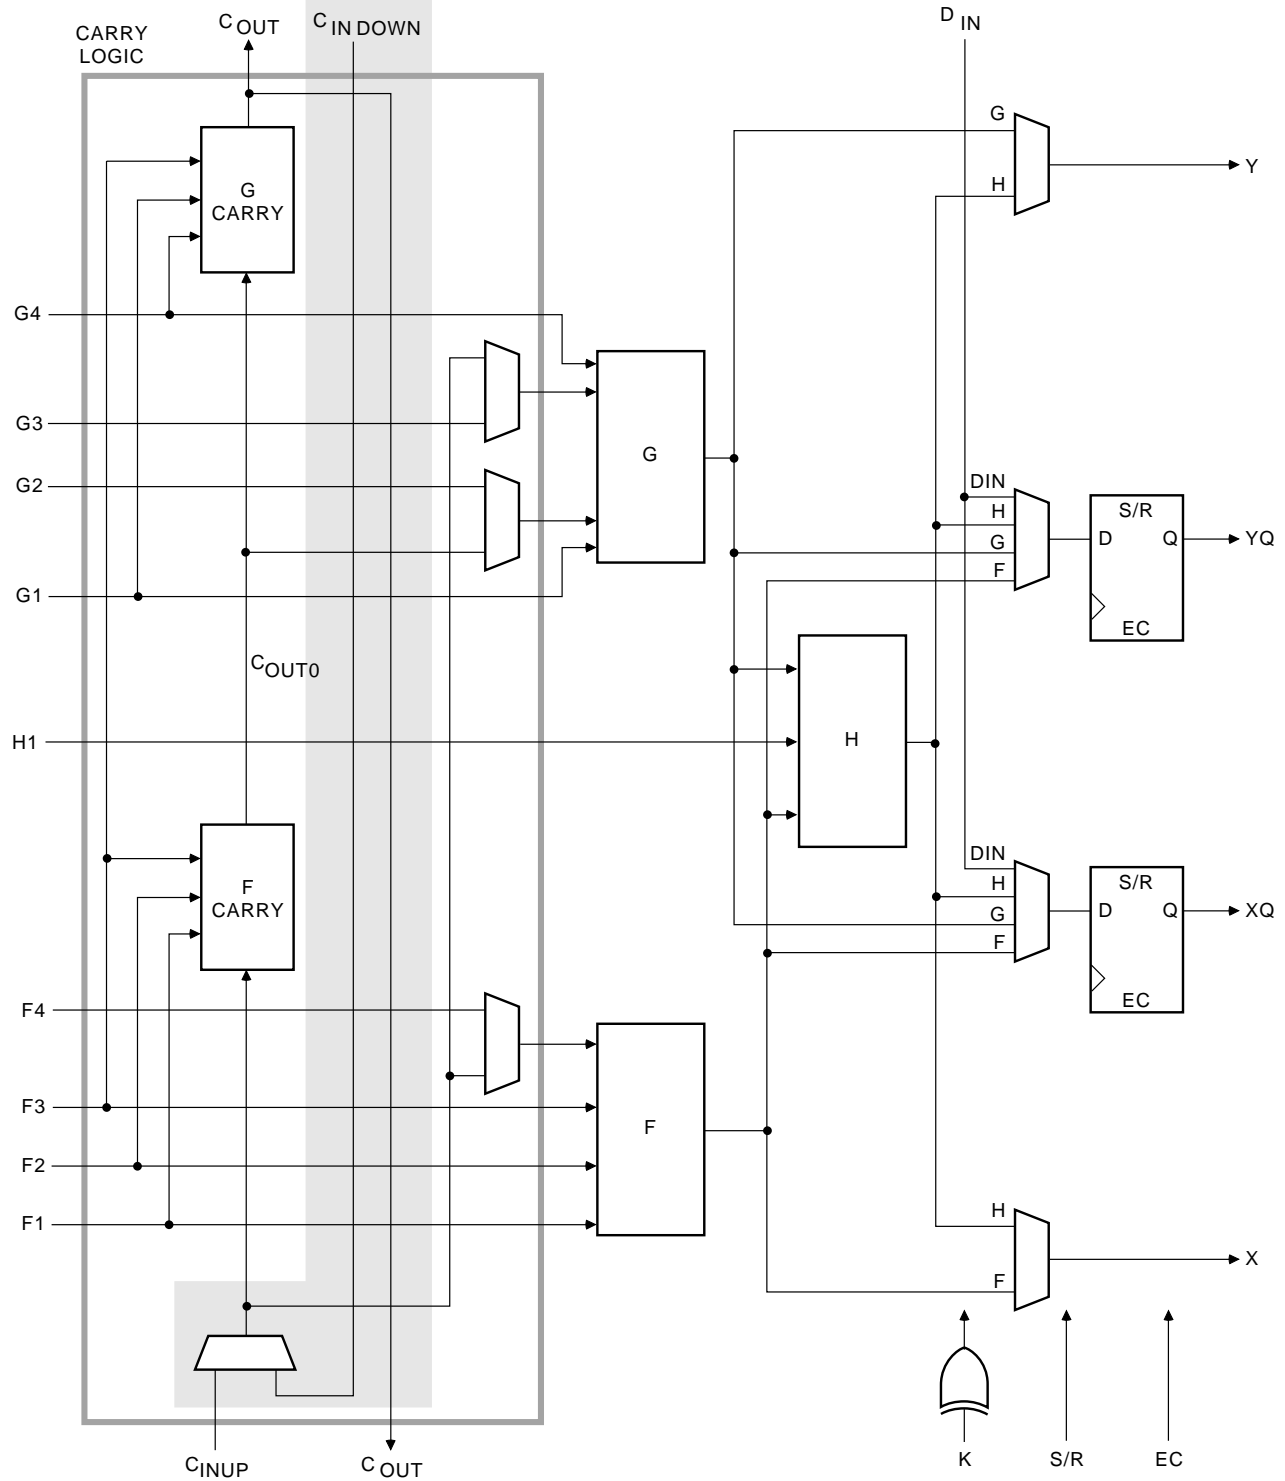 CARRY
LOGIC
C OUT
C IN DOWN
D IN
G
H
Y
G
CARRY
G4
G3
G2
G1
G
DIN
H
G
F
S/R
D
Q
EC
YQ
C OUT0
H1
H
F
CARRY
DIN
H
G
F
S/R
D
Q
EC
XQ
F4
F3
F2
F1
F
H
F
X
C INUP
C OUT
K
S/R
EC